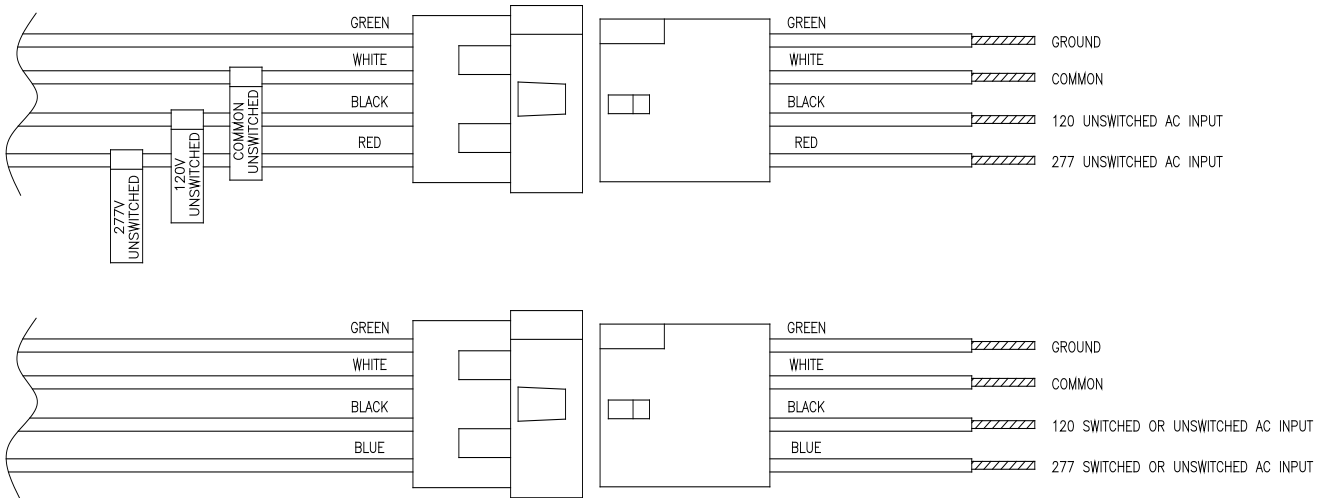 GREEN
GREEN
GROUND
WHITE
WHITE
COMMON
BLACK
BLACK
120 UNSWITCHED AC INPUT
RED
RED
277 UNSWITCHED AC INPUT
COMMON
UNSWITCHED
120V
UNSWITCHED
277V
UNSWITCHED
GREEN
GREEN
GROUND
WHITE
WHITE
COMMON
BLACK
BLACK
120 SWITCHED OR UNSWITCHED AC INPUT
BLUE
BLUE
277 SWITCHED OR UNSWITCHED AC INPUT